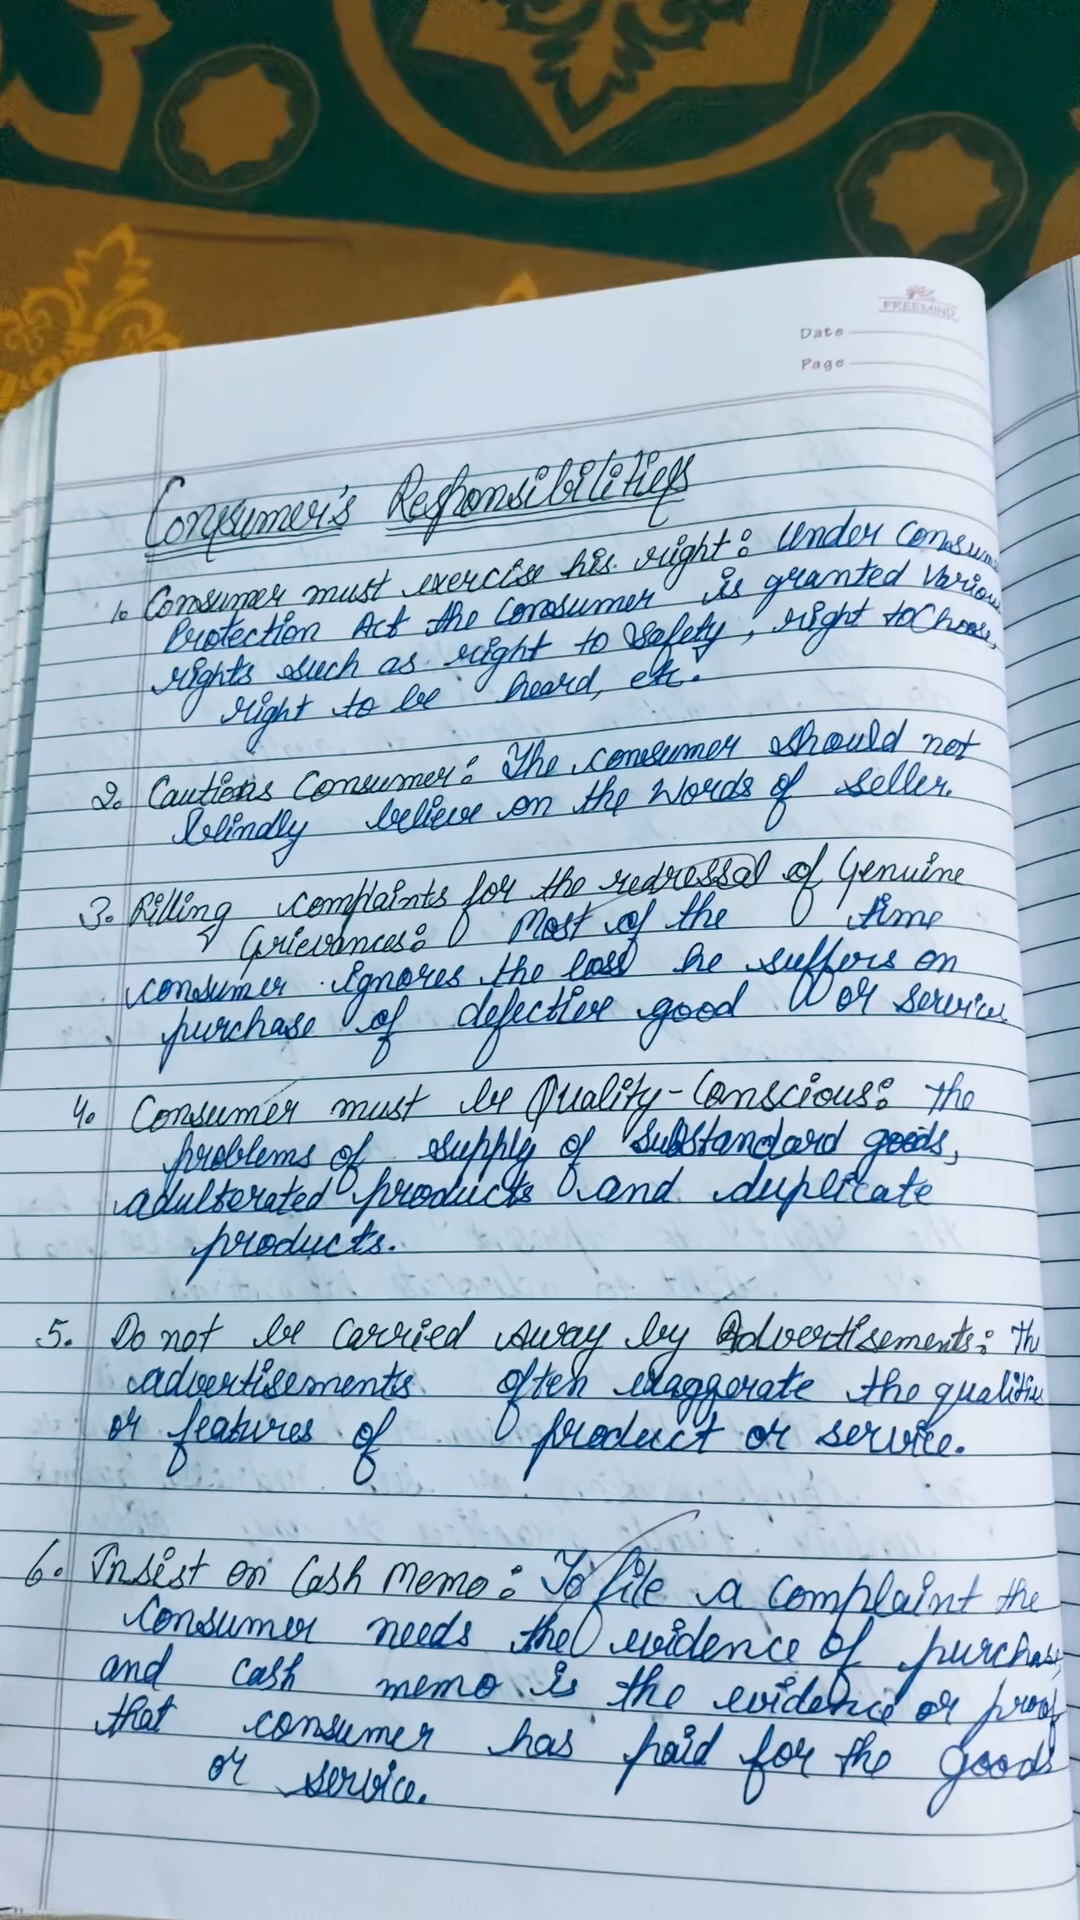 FREEMIND
Date
Page
Consumer's Responsibilities
1. Consumer must exercise his right: Under Consume
Protection Act the consumer is granted Variou
rights such as right to Safety, right to Choose,
right to be heard, etc.
2. Cautions Consumer: The consumer should not
blindly believe on the words of seller.
3. Filling complaints for the redressal of Genuine
Grievances: Most of the time
consumer ignores the loss he suffers on
purchase of defective good or service
4. Consumer must be Quality-Conscious: The
problems of supply of substandard goods,
adulterated products and duplicate
products.
5. Do not be Carried away by Advertisements: Th
advertisements often exaggerate the qualitie
or features of product or service.
6. Insist on Cash Memo: To file a complaint the
consumer needs the evidence of purchase
and cash memo is the evidence or proof
that consumer has paid for the goods
or service.